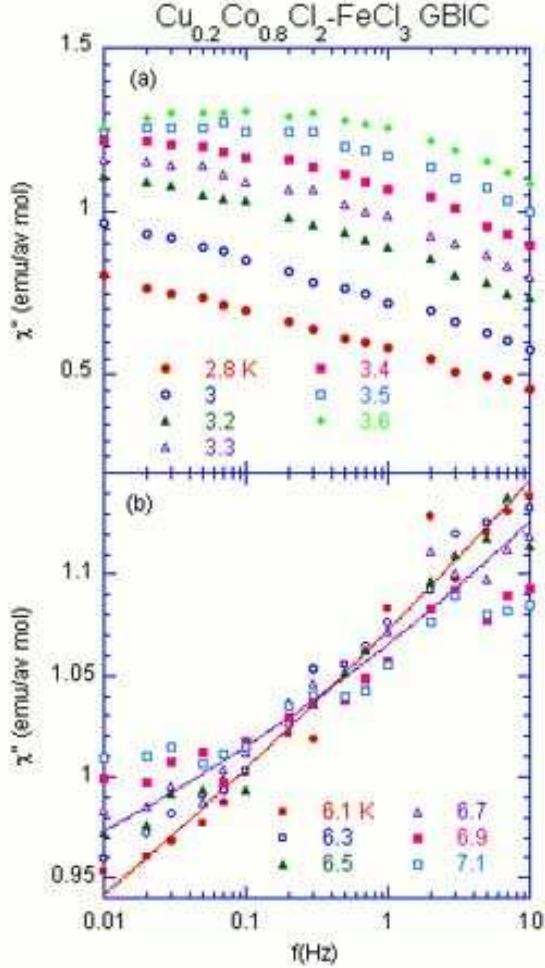 Cu0.2Co0.8Cl2-FeCl3 GBIC
1.5
(a)
1
χ" (emu/av mol)
0.5
2.8 K
3.4
3
3.5
3.2
3.6
3.3
(b)
1.1
1.05
χ" (emu/av mol)
1
0.95
6.1 K
6.7
6.3
6.9
6.5
7.1
0.01
0.1
1
10
f(Hz)